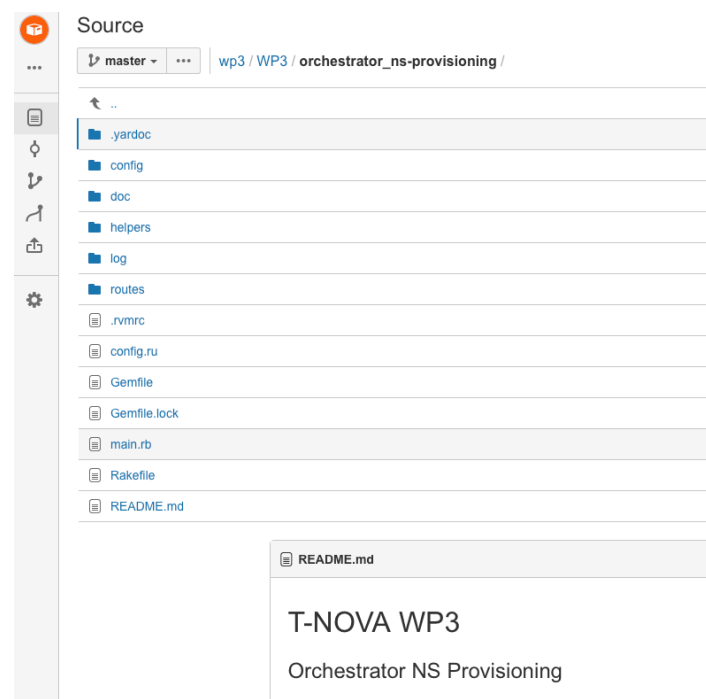 Source
master
wp3 / WP3 / orchestrator_ns-provisioning /
..
.yardoc
config
doc
helpers
log
routes
.rvmrc
config.ru
Gemfile
Gemfile.lock
main.rb
Rakefile
README.md
README.md
T-NOVA WP3
Orchestrator NS Provisioning